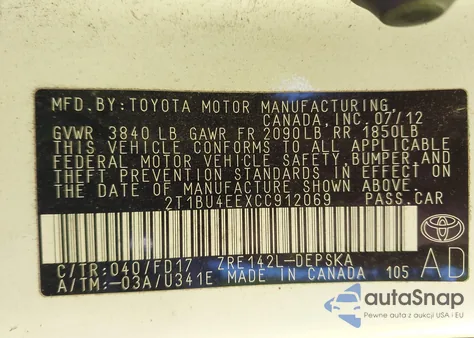 MFD.BY:TOYOTA MOTOR MANUFACTURING,
CANADA,INC.07/12
GVWR 3840 LB GAWR FR 2090LB RR 1850LB
THIS VEHICLE CONFORMS TO ALL APPLICABLE
FEDERAL MOTOR VEHICLE SAFETY,BUMPER,AND
THEFT PREVENTION STANDARDS IN EFFECT ON
THE DATE OF MANUFACTURE SHOWN ABOVE.
2T1BU4EEXCC912069 PASS.CAR
C/TR:040/FD17 ZRE142L-DEPSKA
A/TM:-03A/U341E MADE IN CANADA 105 AD
autoSnap
Pewne auta z USA i EU